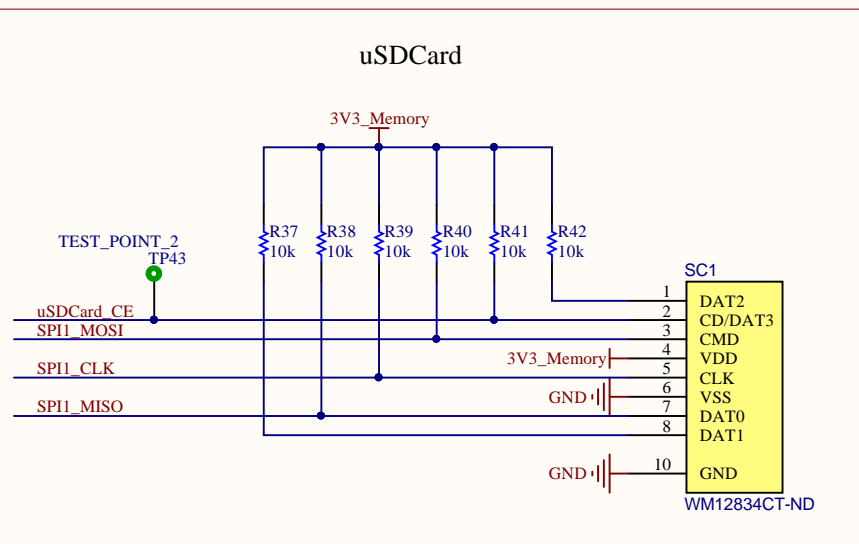 uSDCard
3V3_Memory
R37 R38 R39 R40 R41 R42
10k 10k 10k 10k 10k 10k
TEST_POINT_2
TP43
SC1
uSDCard_CE
SPI1_MOSI
SPI1_CLK
SPI1_MISO
3V3_Memory
GND
GND
1 DAT2
2 CD/DAT3
3 CMD
4 VDD
5 CLK
6 VSS
7 DAT0
8 DAT1
10 GND
WM12834CT-ND